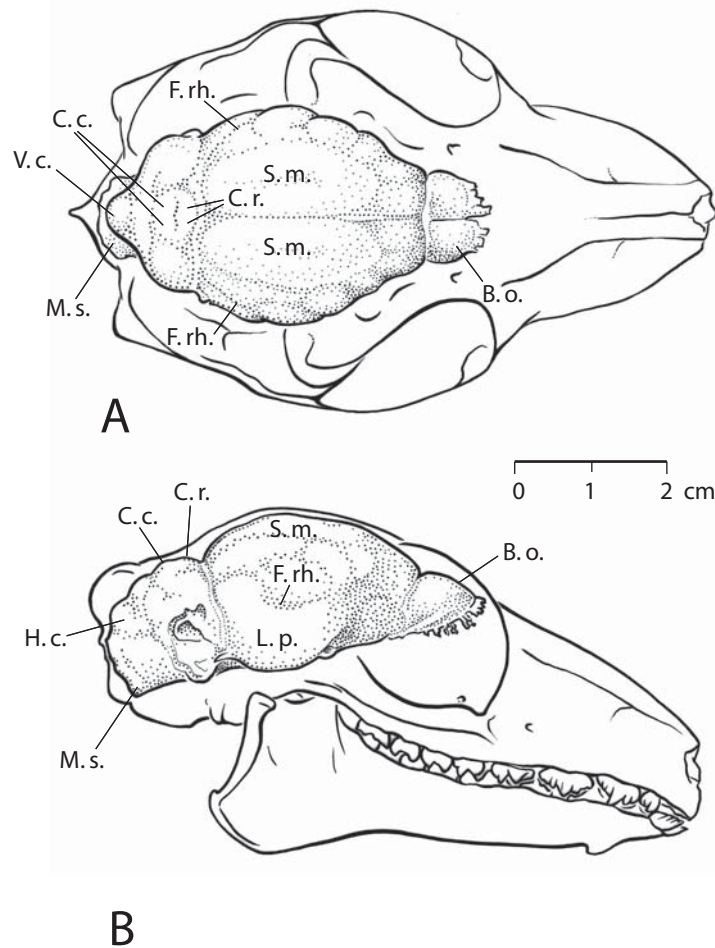 F. rh.
C. c.
V. c.
S. m.
C. r.
S. m.
M. s.
F. rh.
B. o.
A
0 1 2 cm
C. r.
C. c.
S. m.
B. o.
F. rh.
H. c.
L. p.
M. s.
B